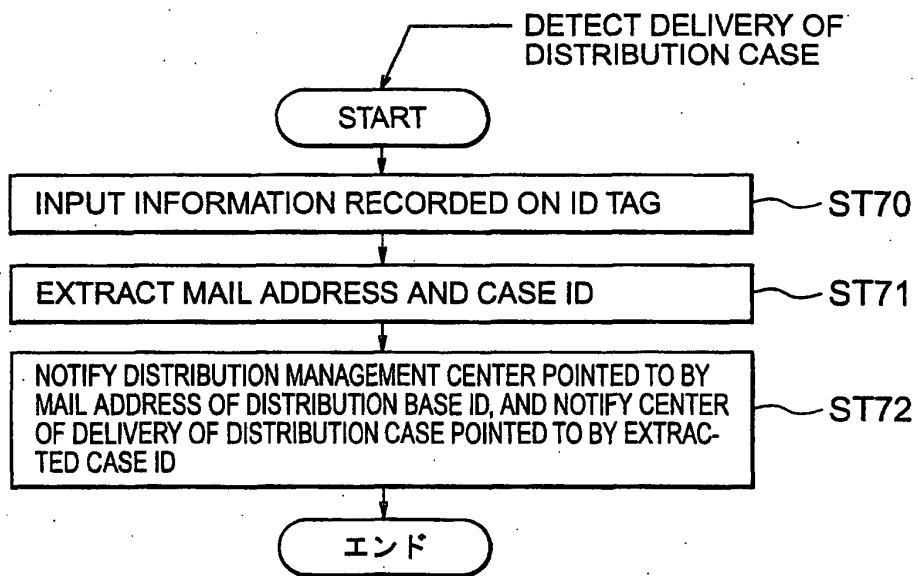 DETECT DELIVERY OF
DISTRIBUTION CASE
START
INPUT INFORMATION RECORDED ON ID TAG
ST70
EXTRACT MAIL ADDRESS AND CASE ID
ST71
NOTIFY DISTRIBUTION MANAGEMENT CENTER POINTED TO BY
MAIL ADDRESS OF DISTRIBUTION BASE ID, AND NOTIFY CENTER
OF DELIVERY OF DISTRIBUTION CASE POINTED TO BY EXTRAC-
TED CASE ID
ST72
エンド